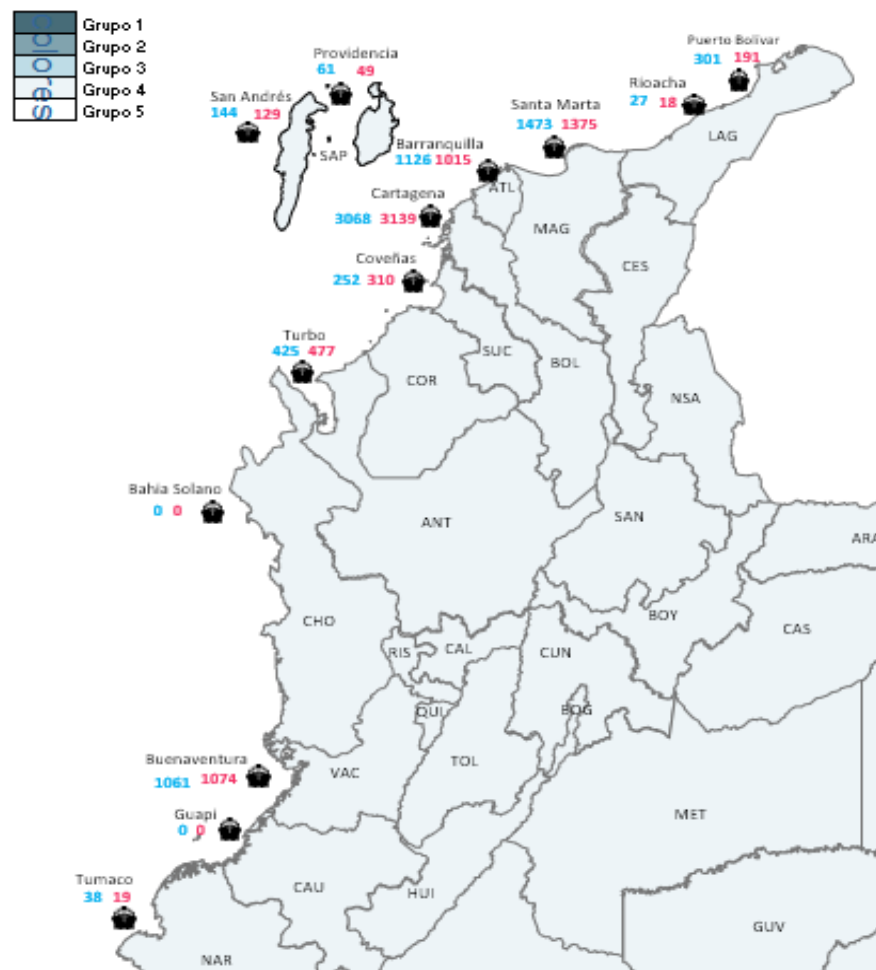 colores
Grupo 1
Grupo 2
Grupo 3
Grupo 4
Grupo 5
Providencia
61 49
San Andrés
144 129
SAP
Puerto Bolivar
301 191
Rioacha
27 18
LAG
Santa Marta
1473 1375
Barranquilla
1126 1015
ATL
Cartagena
3068 3139
MAG
Coveñas
252 310
CES
Turbo
425 477
SUC
BOL
COR
NSA
Bahia Solano
0 0
ANT
SAN
ARA
CHO
BOY
CAS
RIS
CAL
CUN
QUI
BOG
Buenaventura
1061 1074
VAC
TOL
Guapi
0 0
MET
Tumaco
38 19
CAU
HUI
GUV
NAR